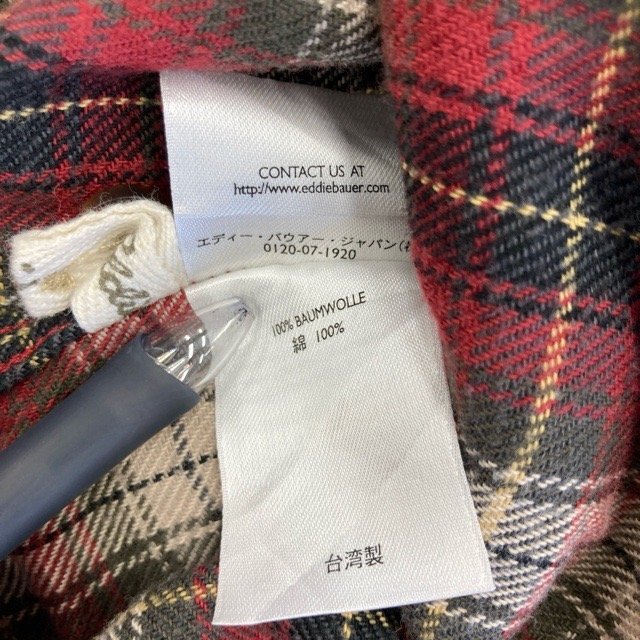 CONTACT US AT
http://www.eddiebauer.com
エディー・バウアー・ジャパン(
0120-07-1920
100% BAUMWOLLE
綿 100%
台湾製